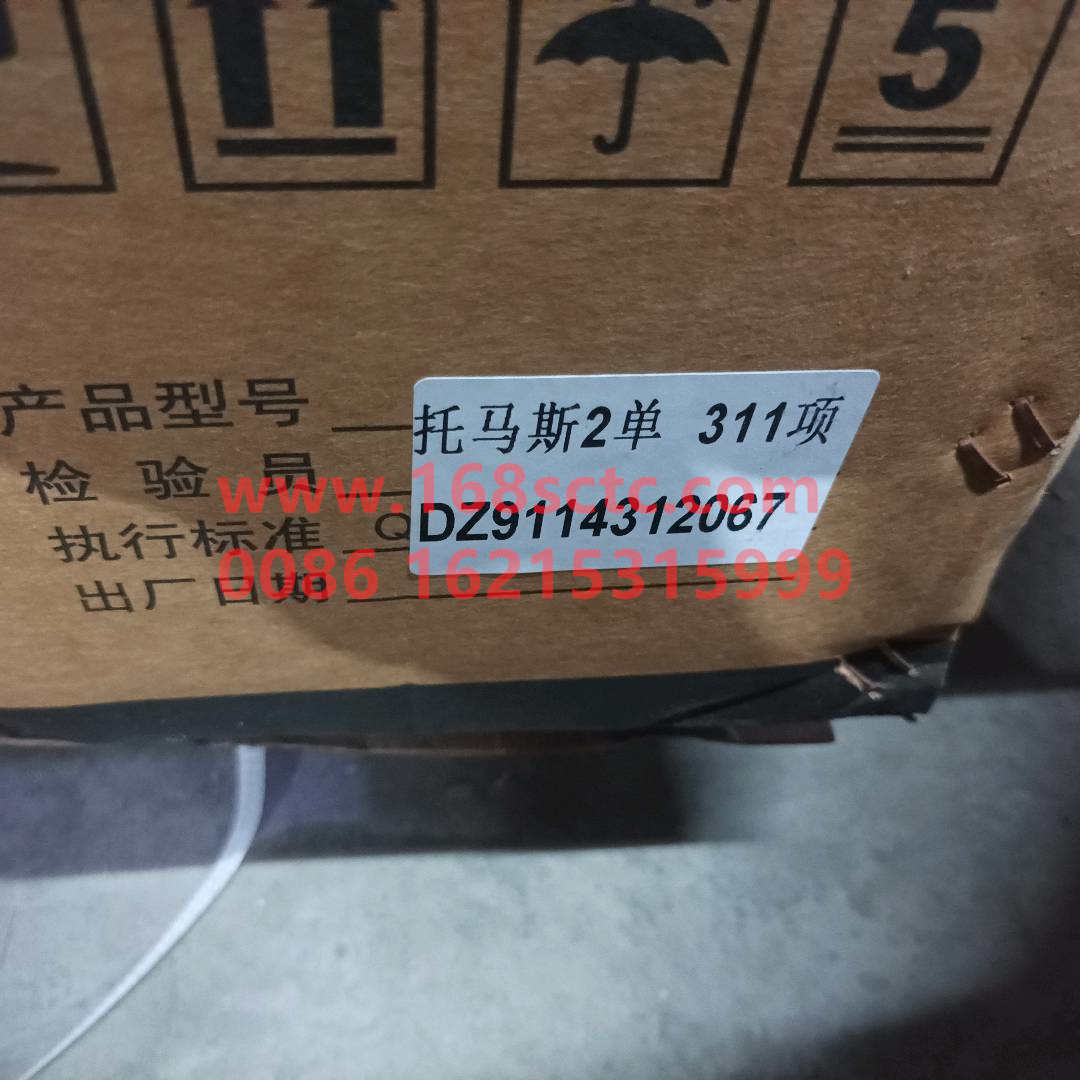 5
产品型号
托马斯2单 311项
检验员
www.168sctc.com
执行标准 Q
DZ9114312067
0086 16215315999
出厂日期